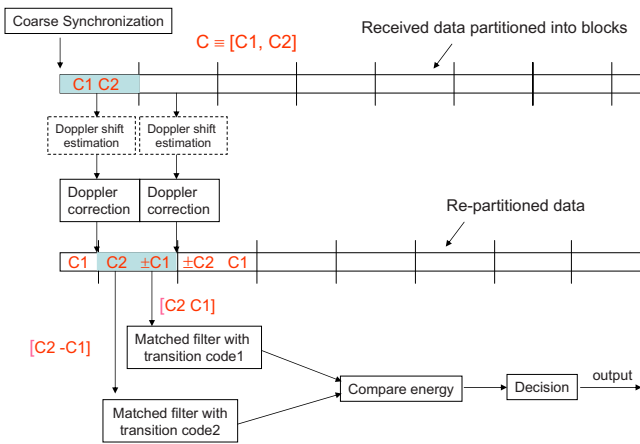 Coarse Synchronization
C ≡ [C1, C2]
Received data partitioned into blocks
C1 C2
Doppler shift
estimation
Doppler shift
estimation
Doppler
correction
Doppler
correction
Re-partitioned data
C1 C2 ±C1 ±C2 C1
[C2 C1]
[C2 -C1]
Matched filter with
transition code1
Compare energy
Decision
output
Matched filter with
transition code2